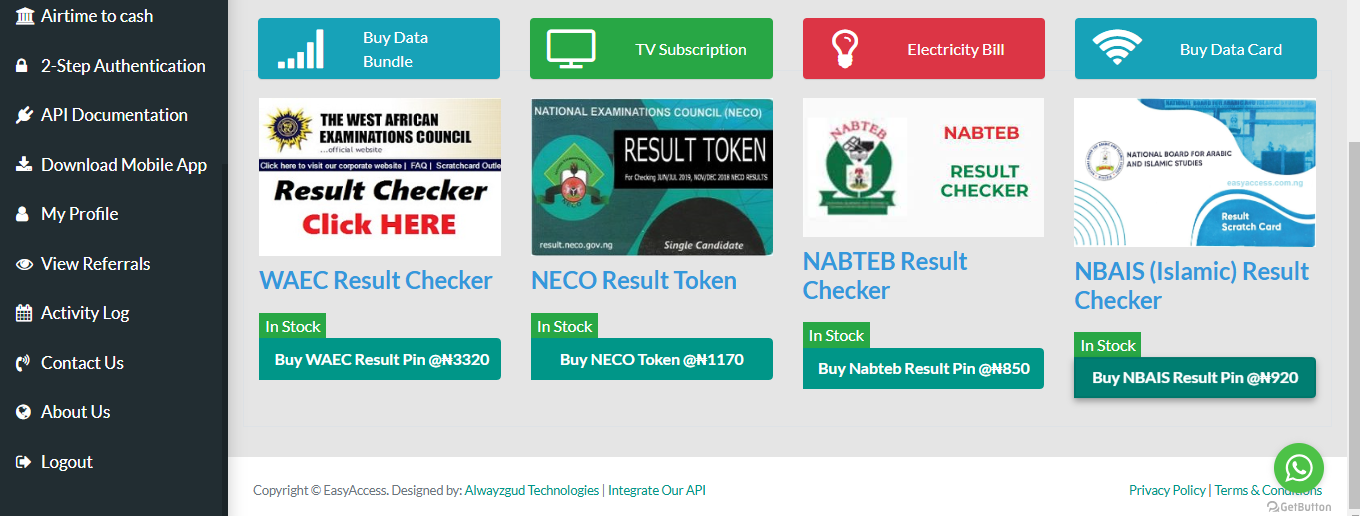 Airtime to cash
2-Step Authentication
API Documentation
Download Mobile App
My Profile
View Referrals
Activity Log
Contact Us
About Us
Logout
Buy Data
Bundle
TV Subscription
Electricity Bill
Buy Data Card
THE WEST AFRICAN
EXAMINATIONS COUNCIL
...official website
Click here to visit our corporate website | FAQ | Scratchcard Outle
Result Checker
Click HERE
WAEC Result Checker
In Stock
Buy WAEC Result Pin @₦3320
NATIONAL EXAMINATIONS COUNCIL (NECO)
RESULT TOKEN
For Checking JUN/JUL 2019, NOV/DEC 2018 NECO RESULTS
result.neco.gov.ng
Single Candidate
NECO Result Token
In Stock
Buy NECO Token @₦1170
NABTEB
NABTEB
RESULT
CHECKER
NABTEB Result
Checker
In Stock
Buy Nabteb Result Pin @₦850
NATIONAL BOARD FOR ARABIC
AND ISLAMIC STUDIES
easyaccess.com.ng
Result
Scratch Card
NBAIS (Islamic) Result
Checker
In Stock
Buy NBAIS Result Pin @₦920
Copyright © EasyAccess. Designed by: Alwayzgud Technologies | Integrate Our API
Privacy Policy | Terms & Conditions
GetButton